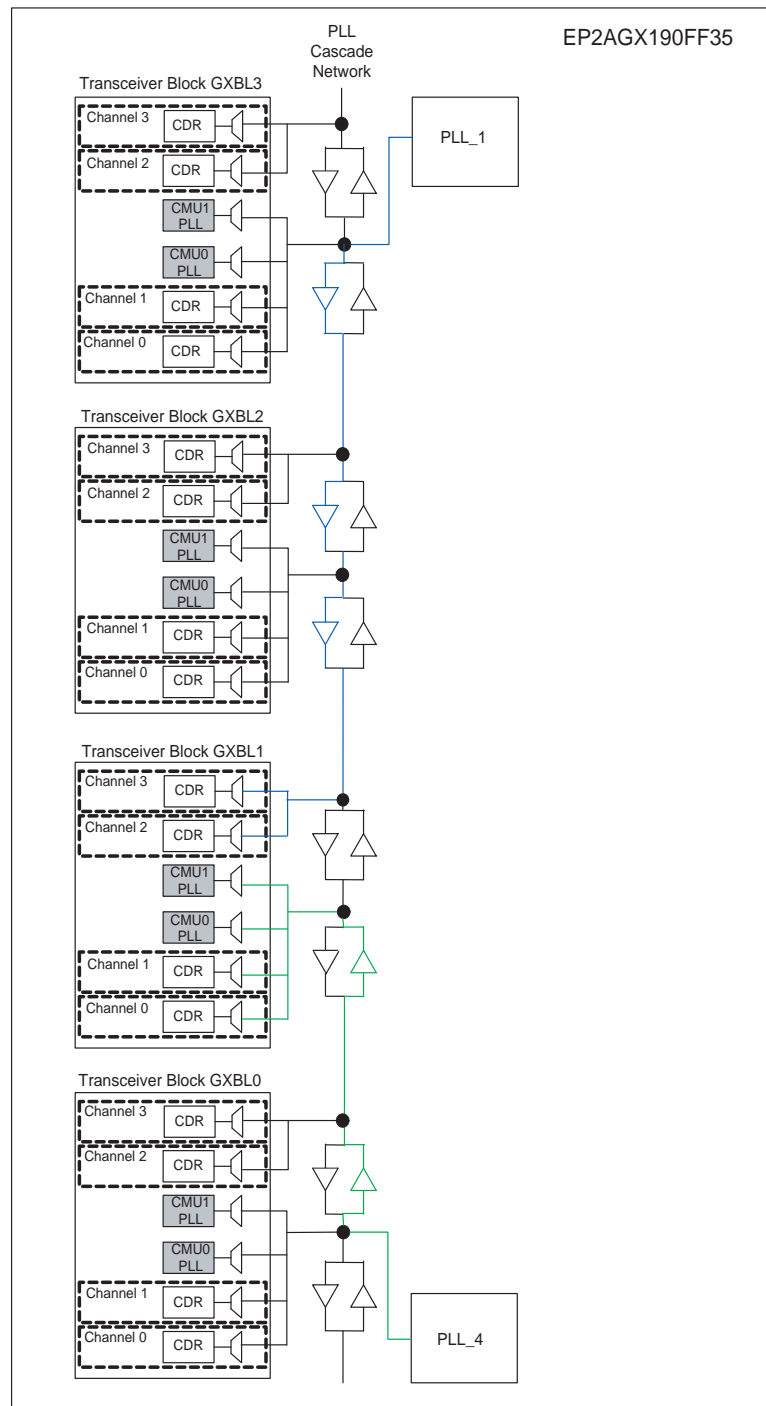 EP2AGX190FF35
PLL
Cascade
Network
Transceiver Block GXBL3
Channel 3
CDR
Channel 2
CDR
CMU1
PLL
CMU0
PLL
Channel 1
CDR
Channel 0
CDR
PLL_1
Transceiver Block GXBL2
Channel 3
CDR
Channel 2
CDR
CMU1
PLL
CMU0
PLL
Channel 1
CDR
Channel 0
CDR
Transceiver Block GXBL1
Channel 3
CDR
Channel 2
CDR
CMU1
PLL
CMU0
PLL
Channel 1
CDR
Channel 0
CDR
Transceiver Block GXBL0
Channel 3
CDR
Channel 2
CDR
CMU1
PLL
CMU0
PLL
Channel 1
CDR
Channel 0
CDR
PLL_4